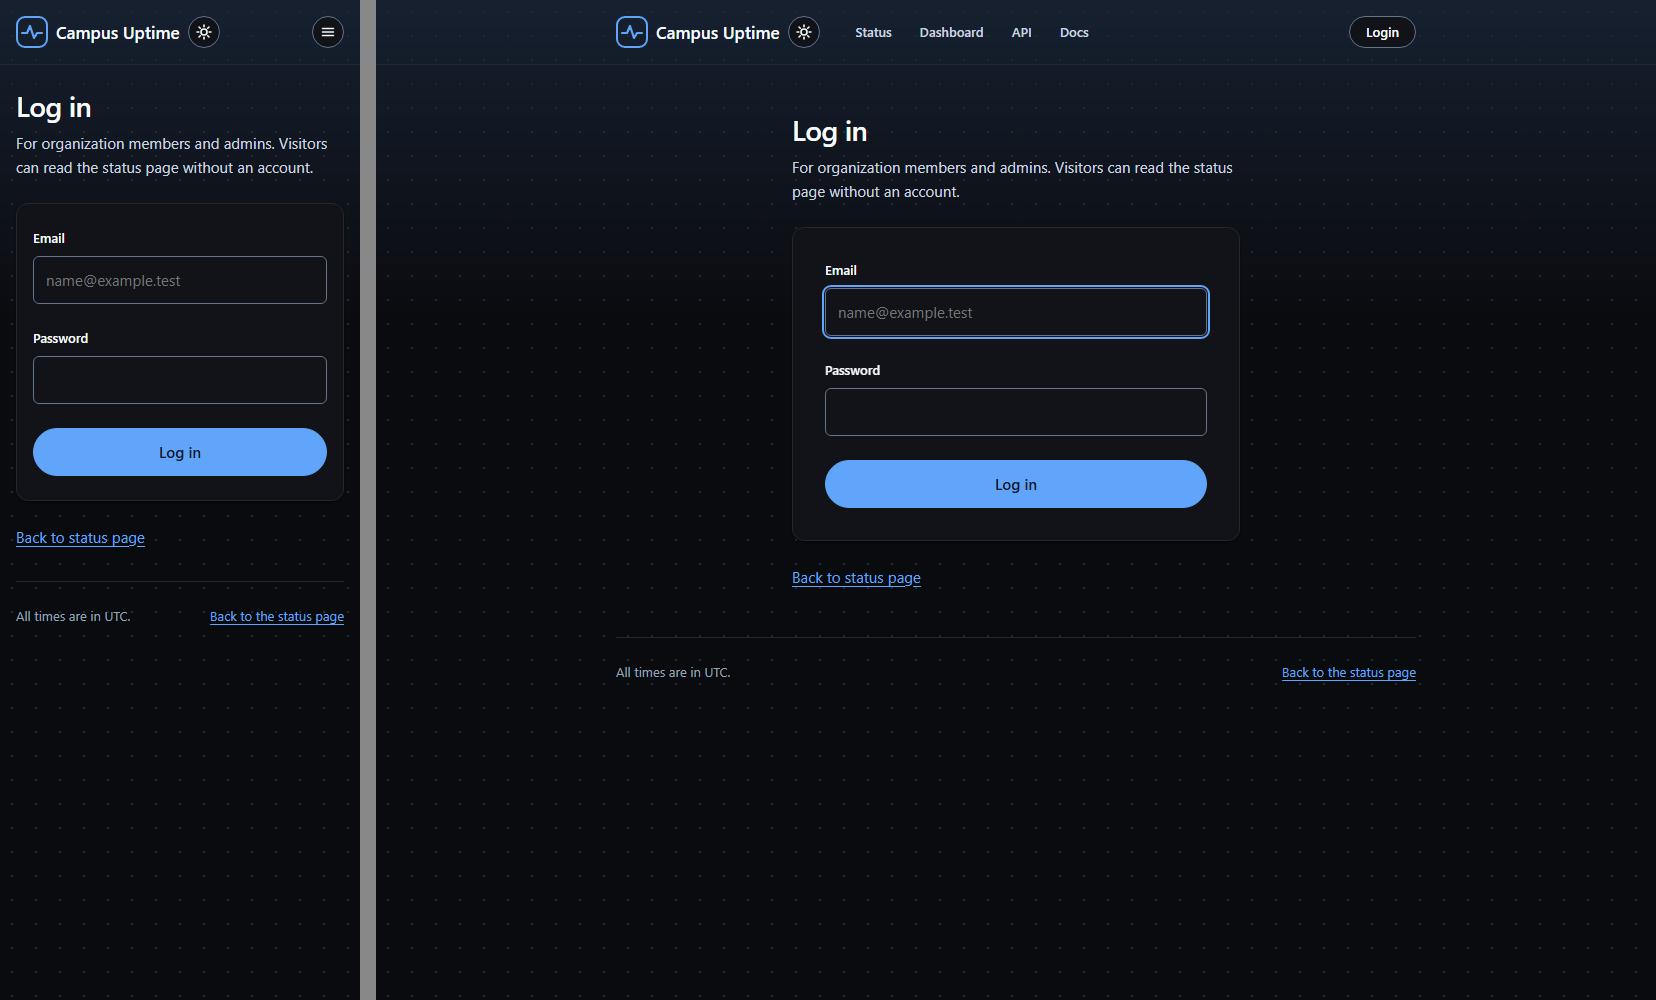 Campus Uptime
Log in
For organization members and admins. Visitors
can read the status page without an account.
Email
name@example.test
Password
Log in
Back to status page
All times are in UTC.
Back to the status page
Campus Uptime
Status
Dashboard
API
Docs
Login
Log in
For organization members and admins. Visitors can read the status
page without an account.
Email
name@example.test
Password
Log in
Back to status page
All times are in UTC.
Back to the status page